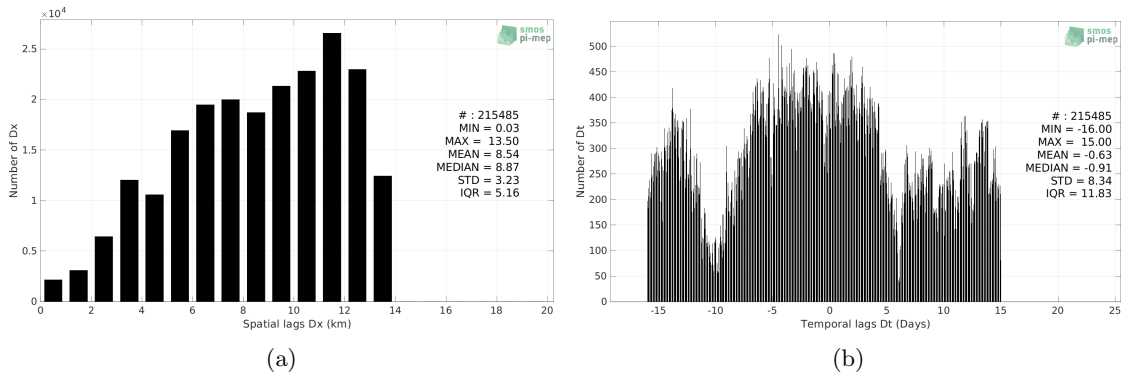 ×10⁴
2.5
2
1.5
1
0.5
0
Number of Dx
0 2 4 6 8 10 12 14 16 18 20
Spatial lags Dx (km)
smos
pi-mep
# : 215485
MIN = 0.03
MAX = 13.50
MEAN = 8.54
MEDIAN = 8.87
STD = 3.23
IQR = 5.16
(a)
500
450
400
350
300
250
200
150
100
50
0
Number of Dt
-15 -10 -5 0 5 10 15 20 25
Temporal lags Dt (Days)
smos
pi-mep
# : 215485
MIN = -16.00
MAX = 15.00
MEAN = -0.63
MEDIAN = -0.91
STD = 8.34
IQR = 11.83
(b)